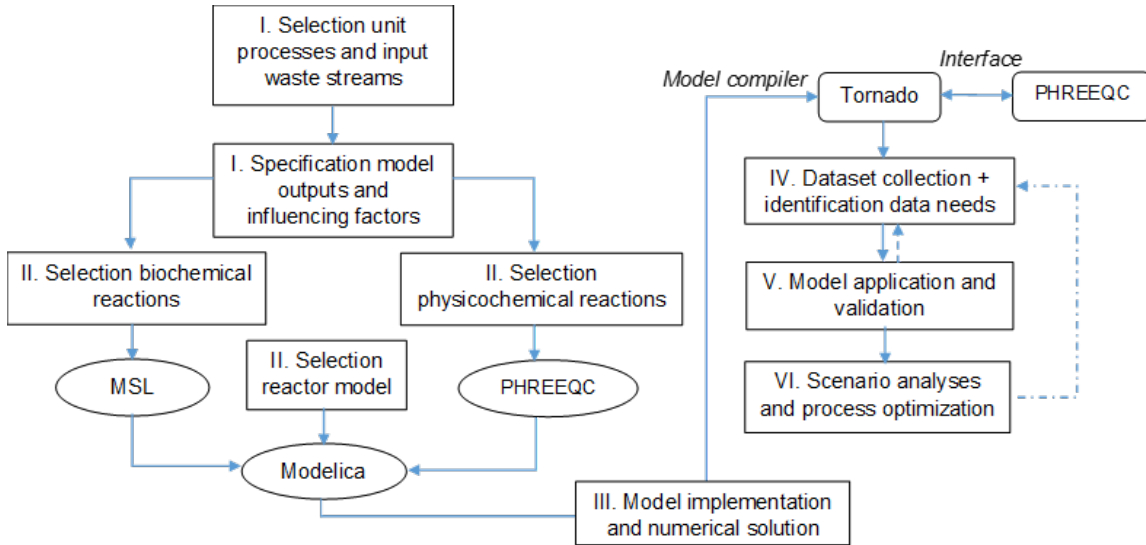 I. Selection unit
processes and input
waste streams
I. Specification model
outputs and
influencing factors
II. Selection biochemical
reactions
II. Selection
physicochemical reactions
MSL
II. Selection
reactor model
PHREEQC
Modelica
III. Model implementation
and numerical solution
Model compiler
Tornado
Interface
PHREEQC
IV. Dataset collection +
identification data needs
V. Model application and
validation
VI. Scenario analyses
and process optimization